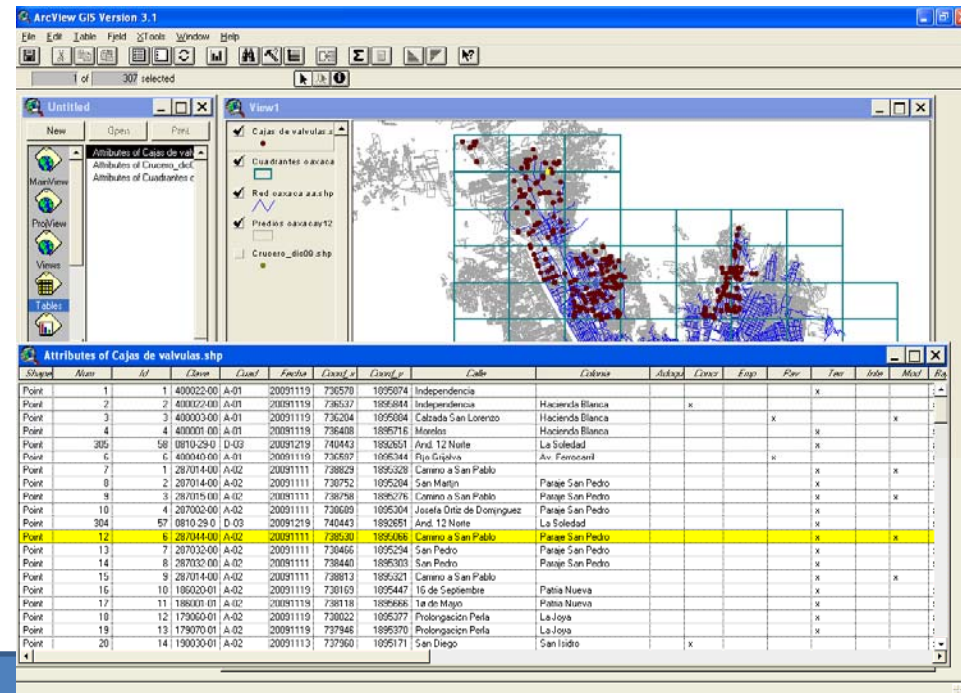 ArcView GIS Version 3.1
File Edit Table Field XTools Window Help
1 of 307 selected
Untitled
New Open Print
MainView
ProjView
Views
Tables
Attributes of Cajas de valv
Attributes of Crucero_dic0
Attributes of Cuadrantes o
View1
Cajas de valvulas.s
Cuadrantes oaxaca
Red oaxaca aa.shp
Predios oaxacay12
Crucero_dic09.shp
Attributes of Cajas de valvulas.shp
Shape Num Id Clave Cuad Fecha Coord_x Coord_y Calle Colonia Adoqu Concr Emp Pav Terr Inte Mod
Point 1 1 400022-00 A-01 20091119 736570 1895874 Independencia x
Point 2 2 400022-00 A-01 20091119 736537 1895844 Independencia Hacienda Blanca x
Point 3 3 400003-00 A-01 20091119 736204 1895884 Calzada San Lorenzo Hacienda Blanca x x
Point 4 4 400001-00 A-01 20091119 736408 1895716 Morelos Hacienda Blanca x
Point 305 58 0810-29-0 D-03 20091219 740443 1892651 And. 12 Norte La Soledad x
Point 6 6 400040-00 A-01 20091119 736597 1895344 Rio Grijalva Av. Ferrocarril x
Point 7 1 287014-00 A-02 20091111 738829 1895328 Camino a San Pablo x x
Point 8 2 287014-00 A-02 20091111 738752 1895284 San Martin Paraje San Pedro x
Point 9 3 287015-00 A-02 20091111 738758 1895276 Camino a San Pablo Paraje San Pedro x x
Point 10 4 287002-00 A-02 20091111 738689 1895304 Josefa Ortiz de Dominguez Paraje San Pedro x
Point 304 57 0810-29-0 D-03 20091219 740443 1892651 And. 12 Norte La Soledad x
Point 12 6 287044-00 A-02 20091111 738530 1895066 Camino a San Pablo Paraje San Pedro x x
Point 13 7 287032-00 A-02 20091111 738466 1895294 San Pedro Paraje San Pedro x
Point 14 8 287032-00 A-02 20091111 738440 1895303 San Pedro Paraje San Pedro x
Point 15 9 287014-00 A-02 20091111 738813 1895321 Camino a San Pablo x x
Point 16 10 186020-01 A-02 20091119 738169 1895447 16 de Septiembre Patria Nueva x
Point 17 11 186001-01 A-02 20091119 738118 1895666 1ø de Mayo Patria Nueva x
Point 18 12 179060-01 A-02 20091119 738022 1895377 Prolongación Perla La Joya x
Point 19 13 179070-01 A-02 20091119 737946 1895370 Prolongación Perla La Joya x
Point 20 14 190030-01 A-02 20091113 737960 1895171 San Diego San Isidro x